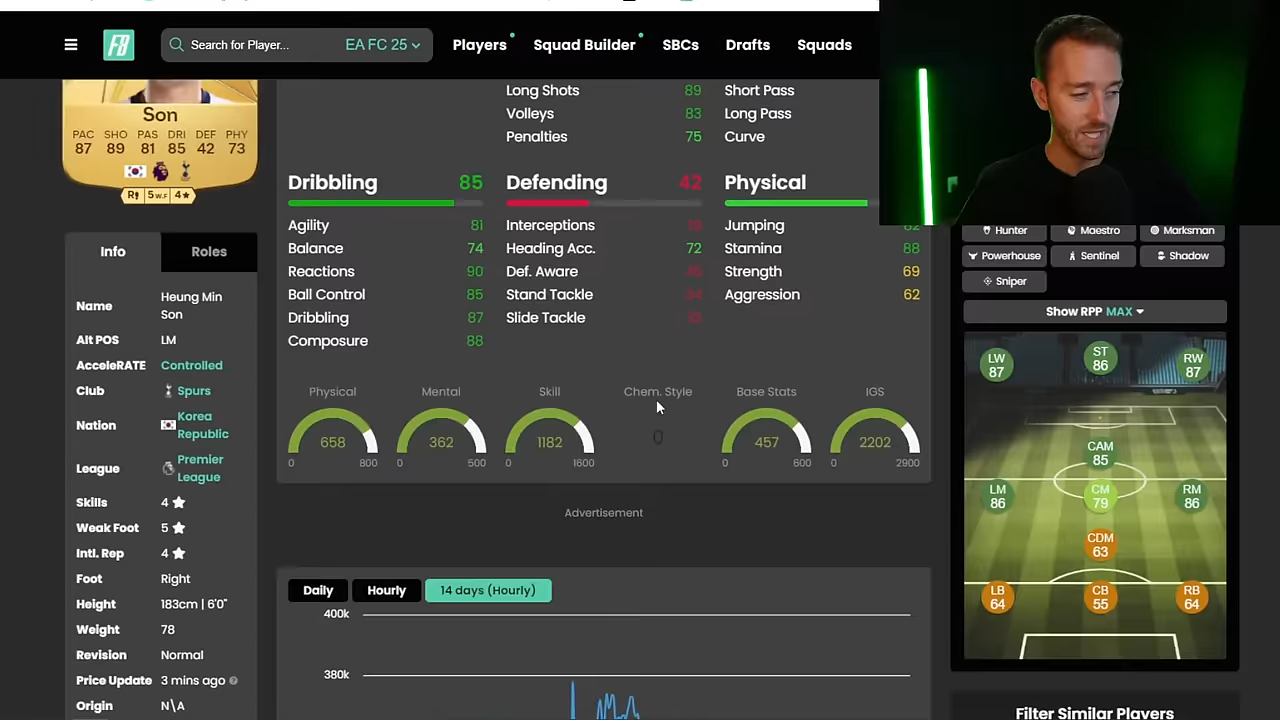 FB
Search for Player...
EA FC 25
Players
Squad Builder
SBCs
Drafts
Squads
Son
PAC SHO PAS DRI DEF PHY
87 89 81 85 42 73
5 W.F 4★
Long Shots 89
Volleys 83
Penalties 75
Short Pass
Long Pass
Curve
Dribbling 85
Agility 81
Balance 74
Reactions 90
Ball Control 85
Dribbling 87
Composure 88
Defending 42
Interceptions
Heading Acc. 72
Def. Aware
Stand Tackle
Slide Tackle
Physical
Jumping
Stamina 88
Strength 69
Aggression 62
Hunter
Maestro
Marksman
Powerhouse
Sentinel
Shadow
Sniper
Show RPP MAX
Info
Roles
Name Heung Min
Son
Alt POS LM
AcceleRATE Controlled
Club Spurs
Nation Korea
Republic
League Premier
League
Skills 4 ★
Weak Foot 5 ★
Intl. Rep 4 ★
Foot Right
Height 183cm | 6'0"
Weight 78
Revision Normal
Price Update 3 mins ago
Origin N\A
Physical
658
0 800
Mental
362
0 500
Skill
1182
0 1600
Chem. Style
0
Base Stats
457
0 600
IGS
2202
0 2900
Advertisement
Daily
Hourly
14 days (Hourly)
400k
380k
LW
87
ST
86
RW
87
CAM
85
LM
86
CM
79
RM
86
CDM
63
LB
64
CB
55
RB
64
Filter Similar Players